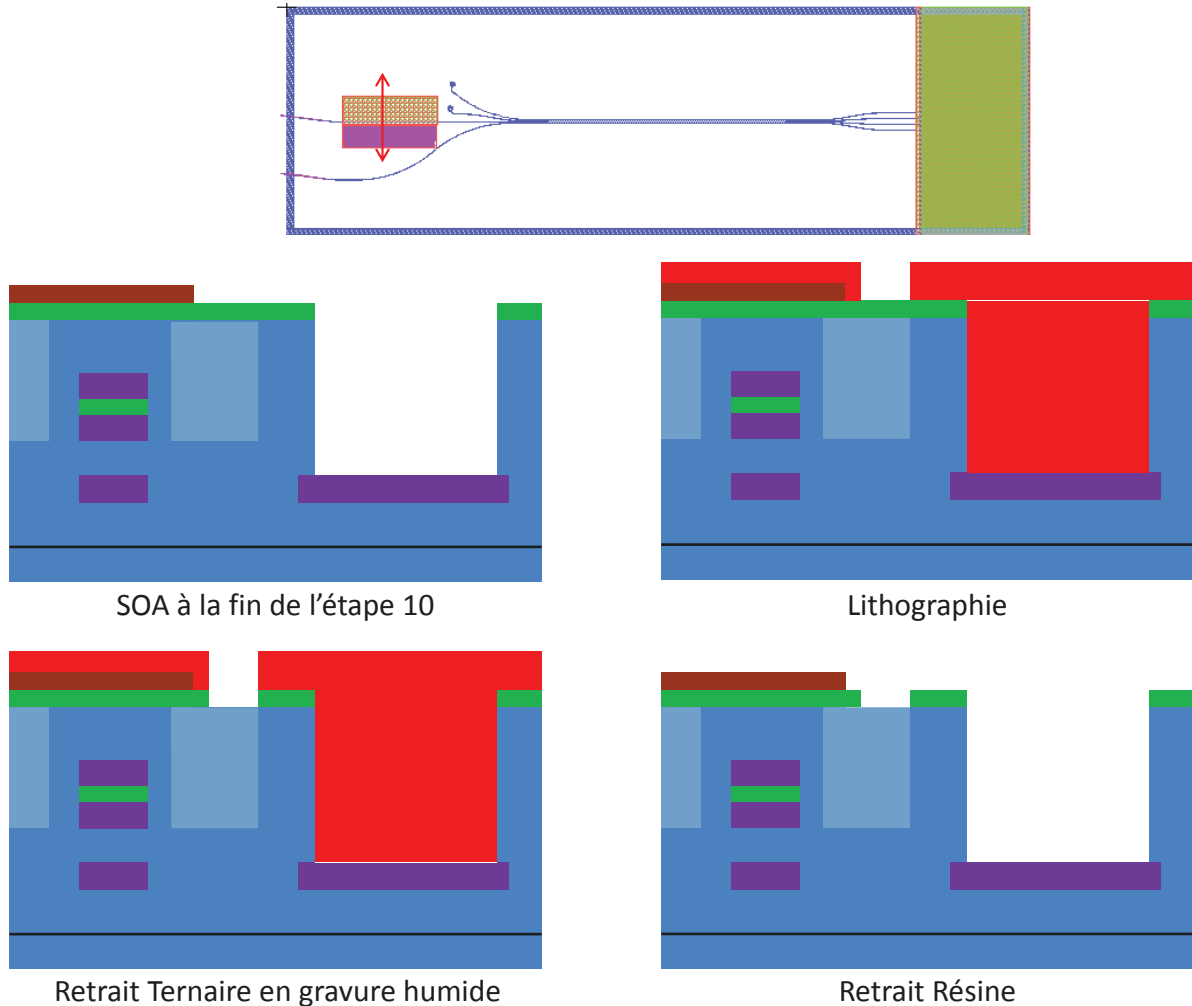 SOA à la fin de l’étape 10
Lithographie
Retrait Ternaire en gravure humide
Retrait Résine